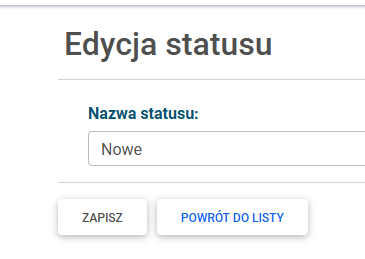 Edycja statusu
Nazwa statusu:
Nowe
ZAPISZ
POWRÓT DO LISTY